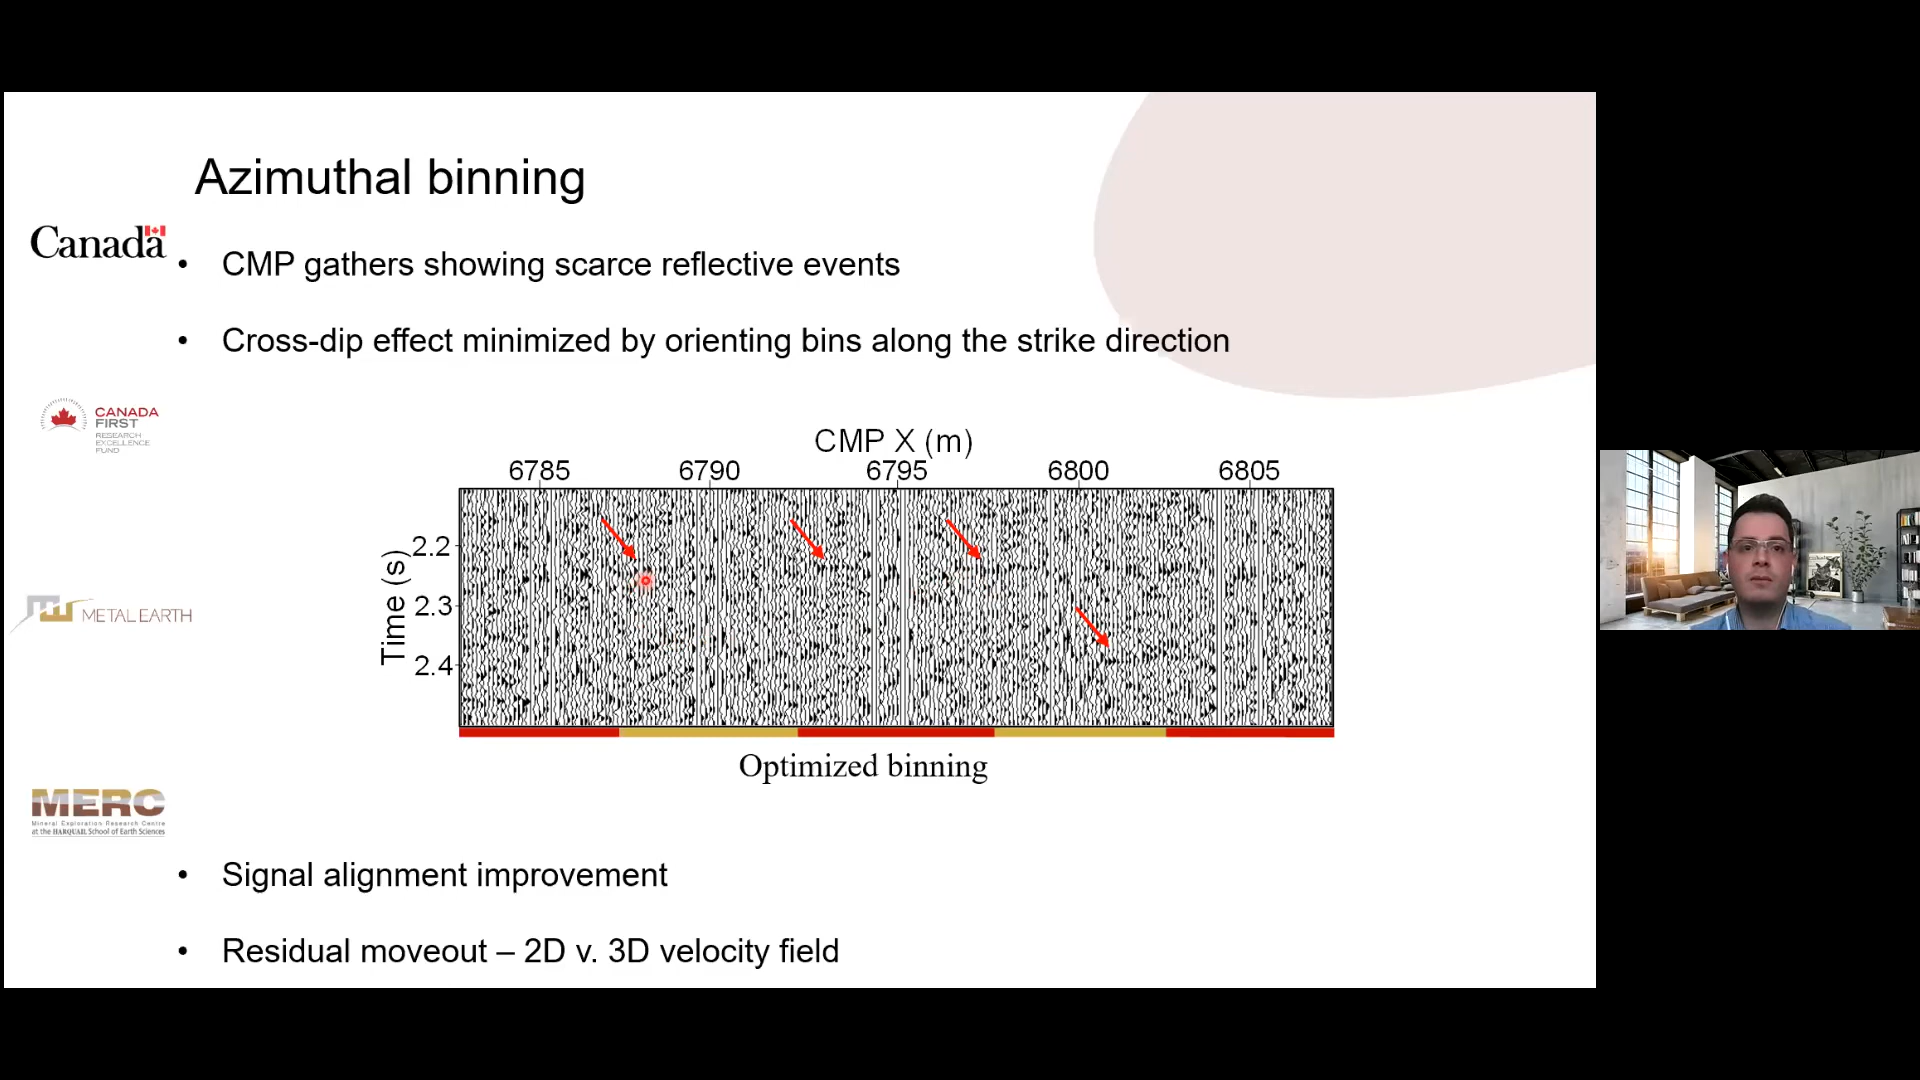 Azimuthal binning
Canada
• CMP gathers showing scarce reflective events
• Cross-dip effect minimized by orienting bins along the strike direction
CANADA
FIRST
RESEARCH
EXCELLENCE
FUND
CMP X (m)
6785 6790 6795 6800 6805
Time (s)
2.2
2.3
2.4
METAL EARTH
Optimized binning
MERC
Mineral Exploration Research Centre
at the HARQUAIL School of Earth Sciences
• Signal alignment improvement
• Residual moveout – 2D v. 3D velocity field